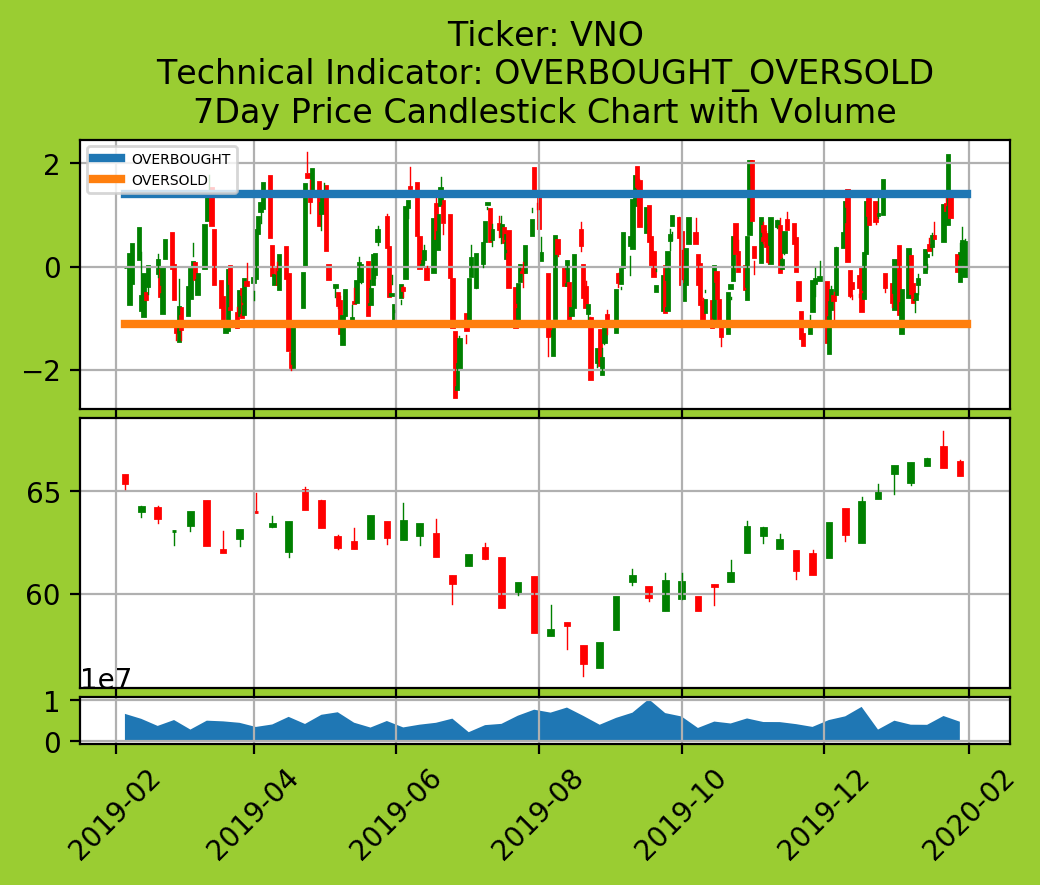 Ticker: VNO
Technical Indicator: OVERBOUGHT_OVERSOLD
7Day Price Candlestick Chart with Volume
OVERBOUGHT
OVERSOLD
2
0
−2
65
60
1e7
1
0
2019-02
2019-04
2019-06
2019-08
2019-10
2019-12
2020-02